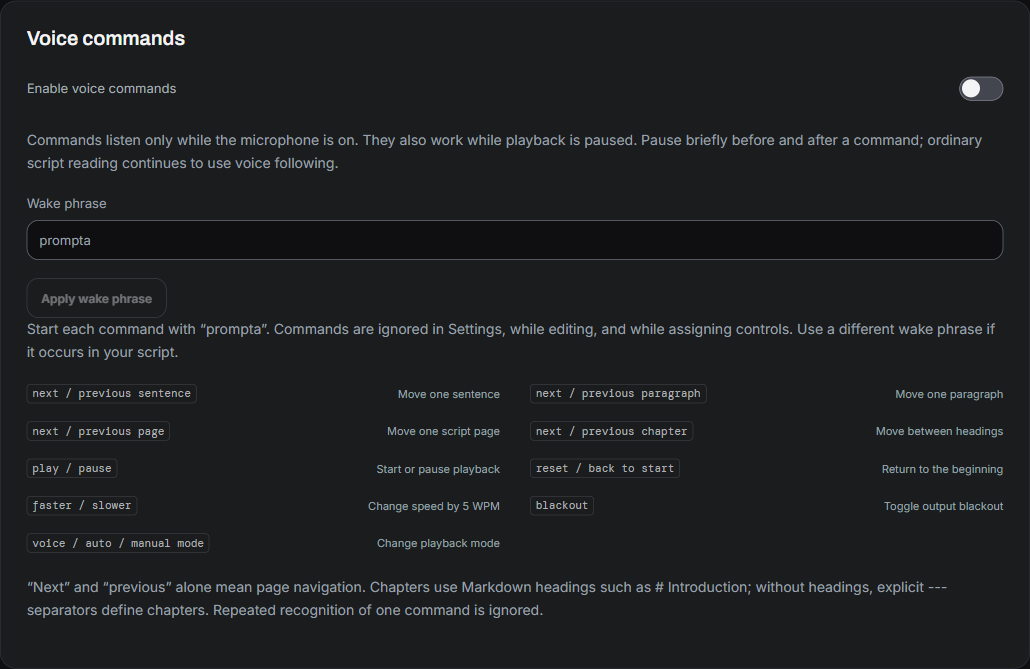 Voice commands
Enable voice commands
Commands listen only while the microphone is on. They also work while playback is paused. Pause briefly before and after a command; ordinary
script reading continues to use voice following.
Wake phrase
prompta
Apply wake phrase
Start each command with “prompta”. Commands are ignored in Settings, while editing, and while assigning controls. Use a different wake phrase if
it occurs in your script.
next / previous sentence Move one sentence next / previous paragraph Move one paragraph
next / previous page Move one script page next / previous chapter Move between headings
play / pause Start or pause playback reset / back to start Return to the beginning
faster / slower Change speed by 5 WPM blackout Toggle output blackout
voice / auto / manual mode Change playback mode
“Next” and “previous” alone mean page navigation. Chapters use Markdown headings such as # Introduction; without headings, explicit ---
separators define chapters. Repeated recognition of one command is ignored.